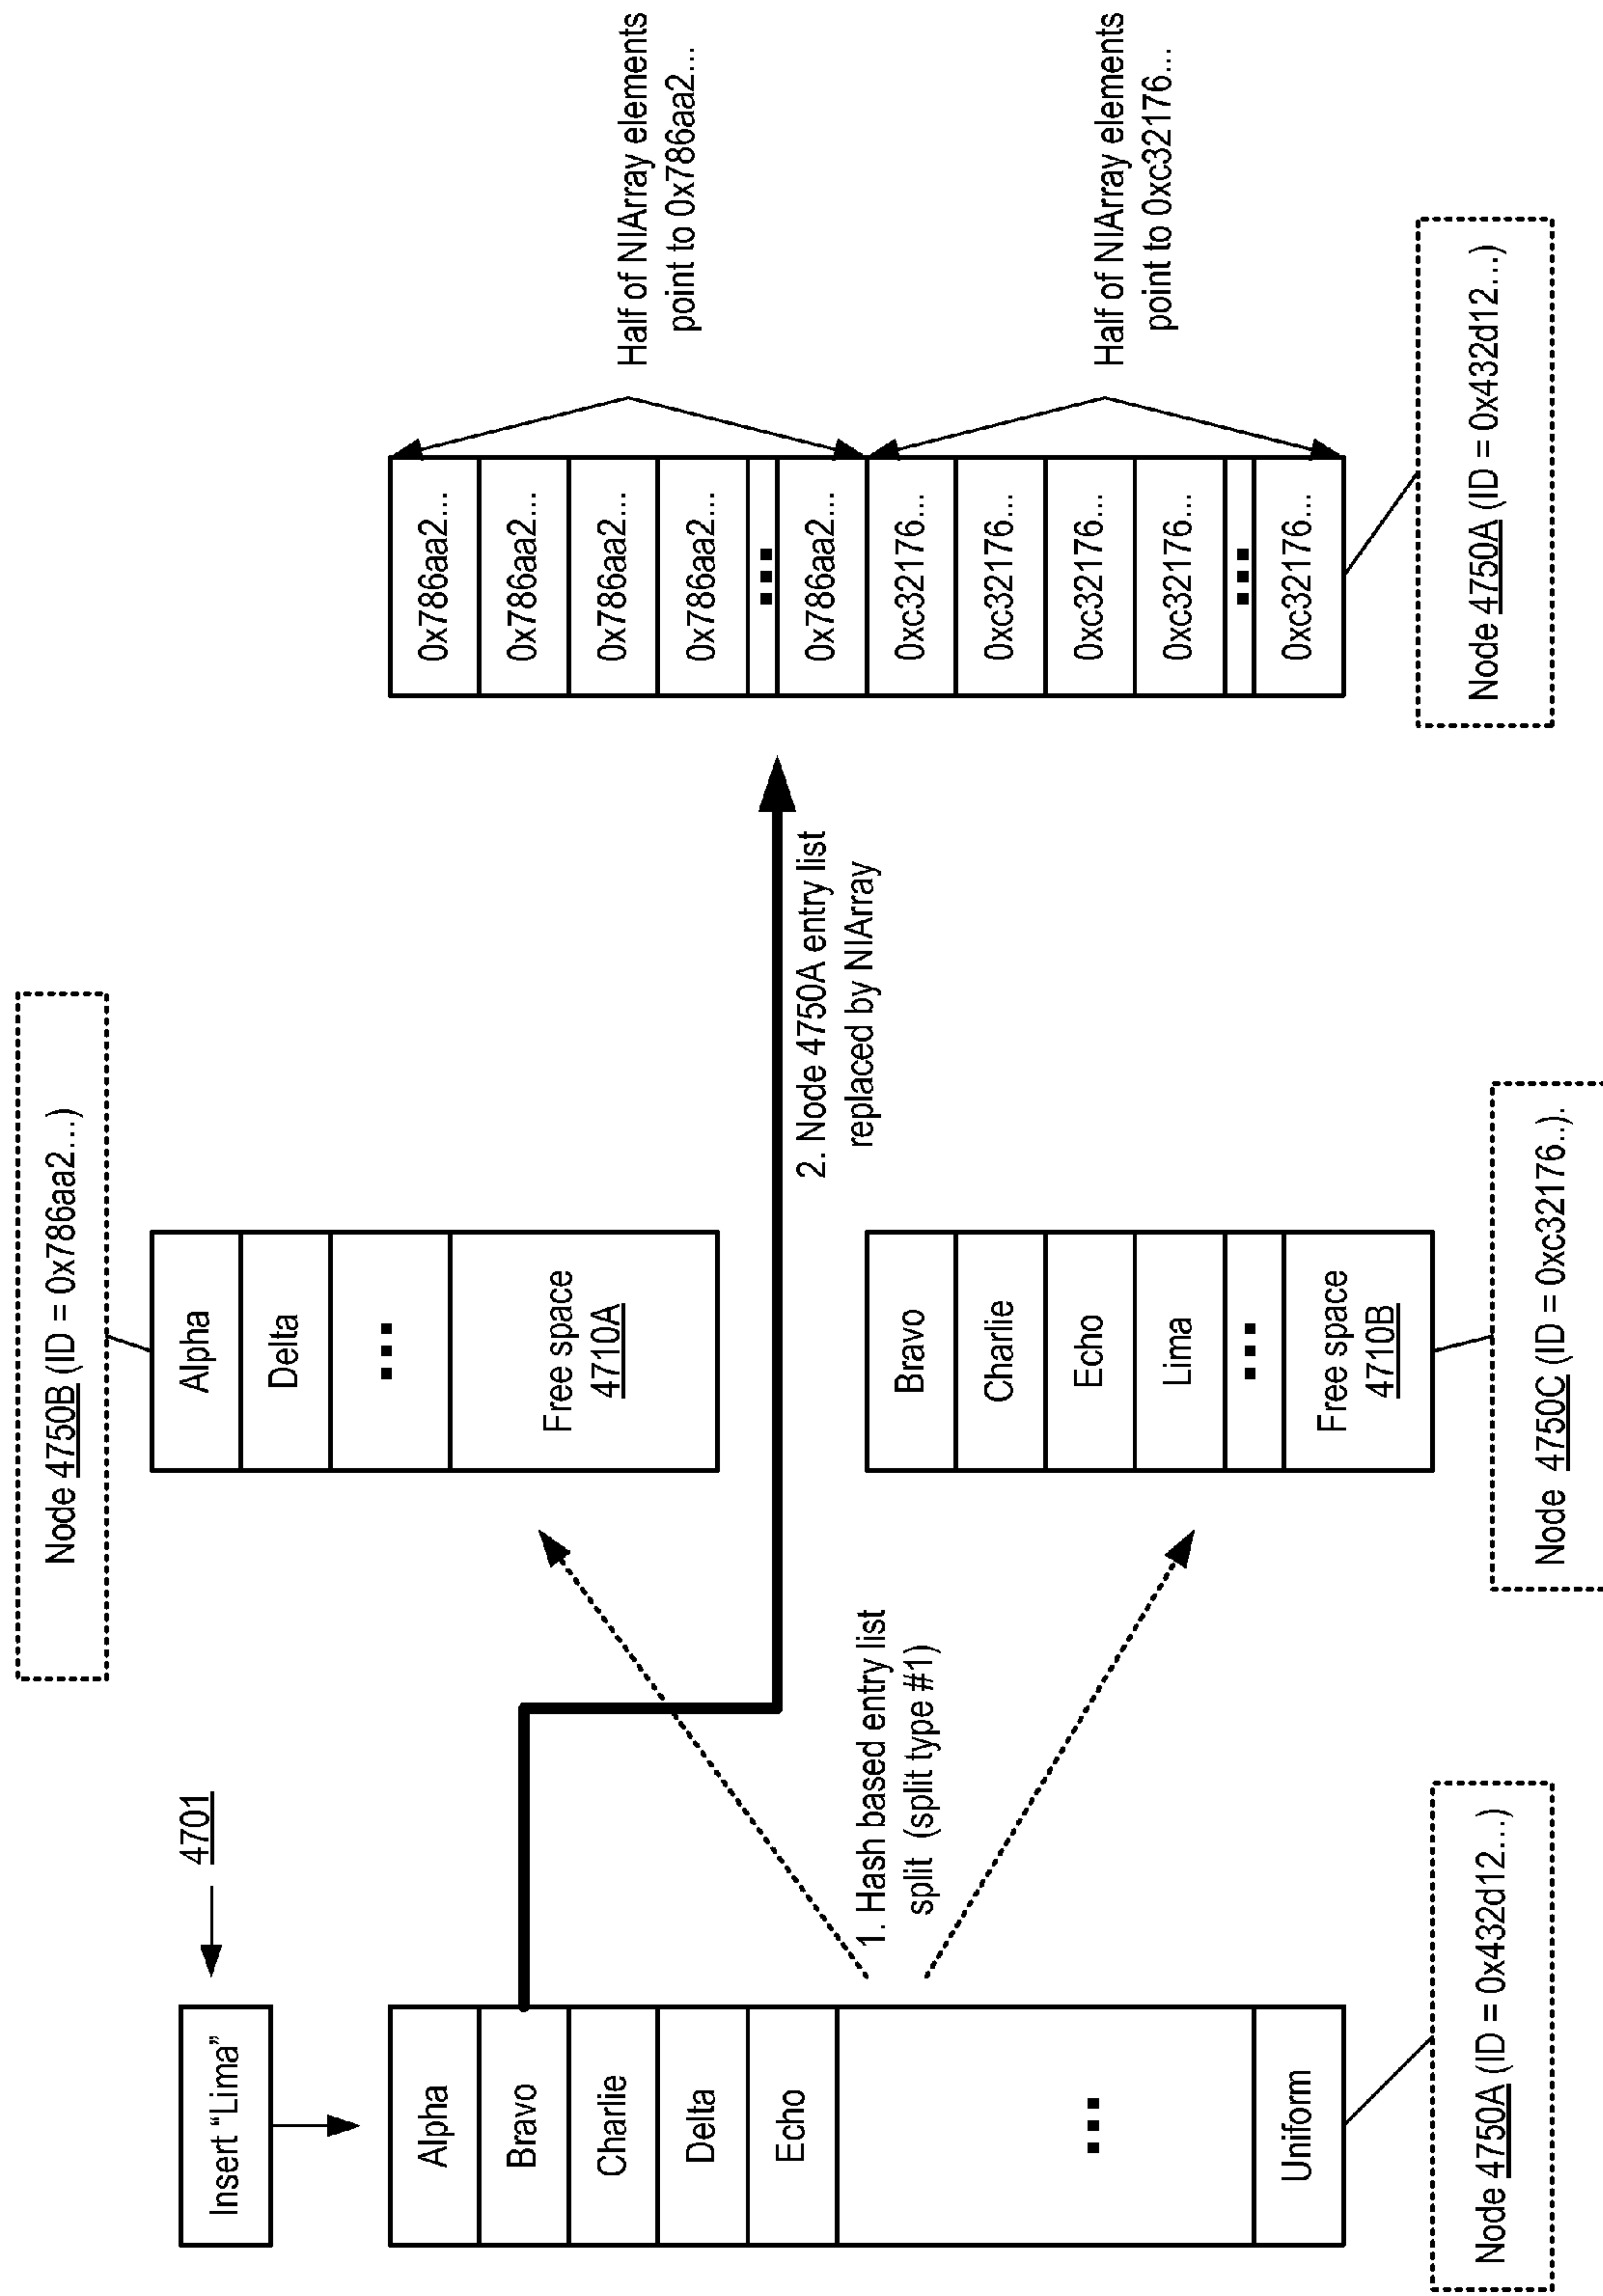 4701
Insert “Lima”
Alpha
Bravo
Charlie
Delta
Echo
...
Uniform
Node 4750A (ID = 0x432d12...)
1. Hash based entry list
split (split type #1)
Node 4750B (ID = 0x786aa2...)
Alpha
Delta
...
Free space
4710A
2. Node 4750A entry list
replaced by NIArray
Bravo
Charlie
Echo
Lima
...
Free space
4710B
Node 4750C (ID = 0xc32176..).
0x786aa2...
0x786aa2...
0x786aa2...
0x786aa2...
...
0x786aa2...
0xc32176...
0xc32176...
0xc32176...
0xc32176...
...
0xc32176...
Half of NIArray elements
point to 0x786aa2...
Half of NIArray elements
point to 0xc32176...
Node 4750A (ID = 0x432d12...)